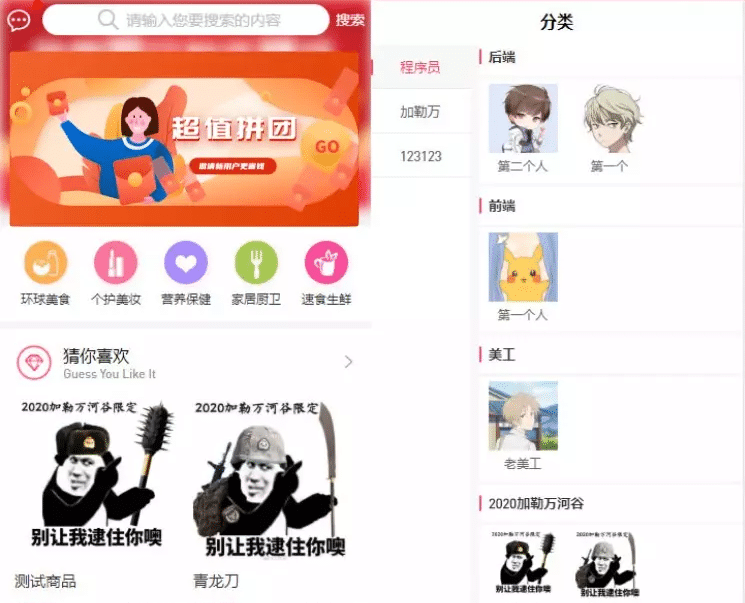 请输入您要搜索的内容
搜索
超值拼团
GO
邀请新用户更省钱
环球美食
个护美妆
营养保健
家居厨卫
速食生鲜
猜你喜欢
Guess You Like It
2020加勒万河谷限定
别让我逮住你噢
测试商品
2020加勒万河谷限定
别让我逮住你噢
青龙刀
分类
程序员
加勒万
123123
后端
第二个人
第一个
前端
第一个人
美工
老美工
2020加勒万河谷
2020加勒万河谷限定
别让我逮住你噢
2020加勒万河谷限定
别让我逮住你噢